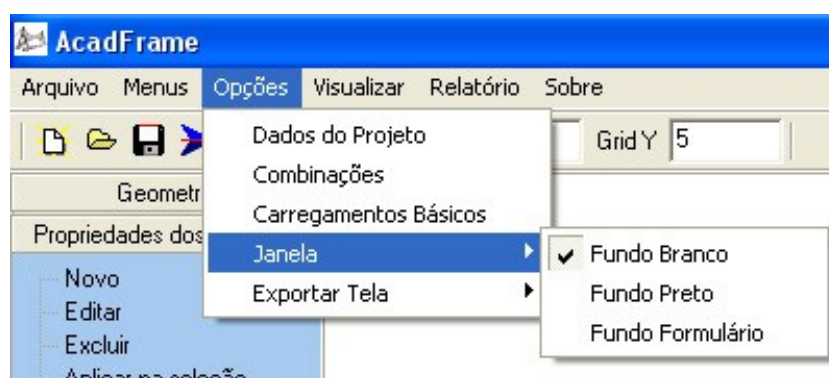 AcadFrame
Arquivo Menus Opções Visualizar Relatório Sobre
Grid Y 5
Dados do Projeto
Combinações
Carregamentos Básicos
Janela
Exportar Tela
Fundo Branco
Fundo Preto
Fundo Formulário
Geometr
Propriedades dos
Novo
Editar
Excluir